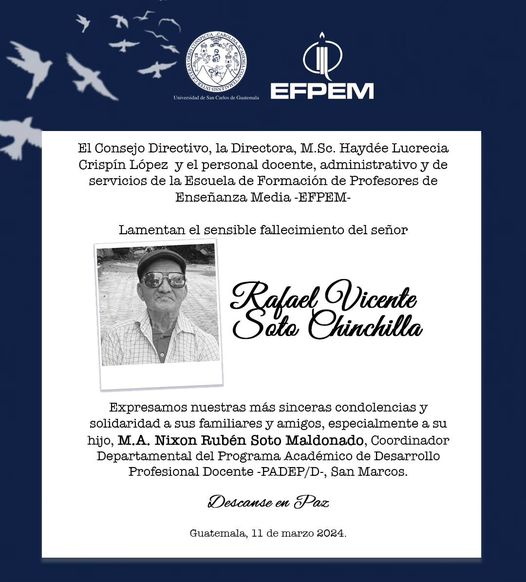 Universidad de San Carlos de Guatemala
EFPEM
El Consejo Directivo, la Directora, M.Sc. Haydée Lucrecia
Crispín López y el personal docente, administrativo y de
servicios de la Escuela de Formación de Profesores de
Enseñanza Media -EFPEM-
Lamentan el sensible fallecimiento del señor
Rafael Vicente
Soto Chinchilla
Expresamos nuestras más sinceras condolencias y
solidaridad a sus familiares y amigos, especialmente a su
hijo, M.A. Nixon Rubén Soto Maldonado, Coordinador
Departamental del Programa Académico de Desarrollo
Profesional Docente -PADEP/D-, San Marcos.
Descanse en Paz
Guatemala, 11 de marzo 2024.